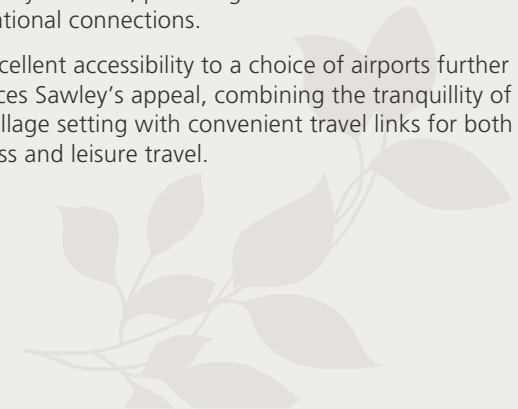 ational connections.
cellent accessibility to a choice of airports further
ces Sawley’s appeal, combining the tranquillity of
llage setting with convenient travel links for both
ss and leisure travel.